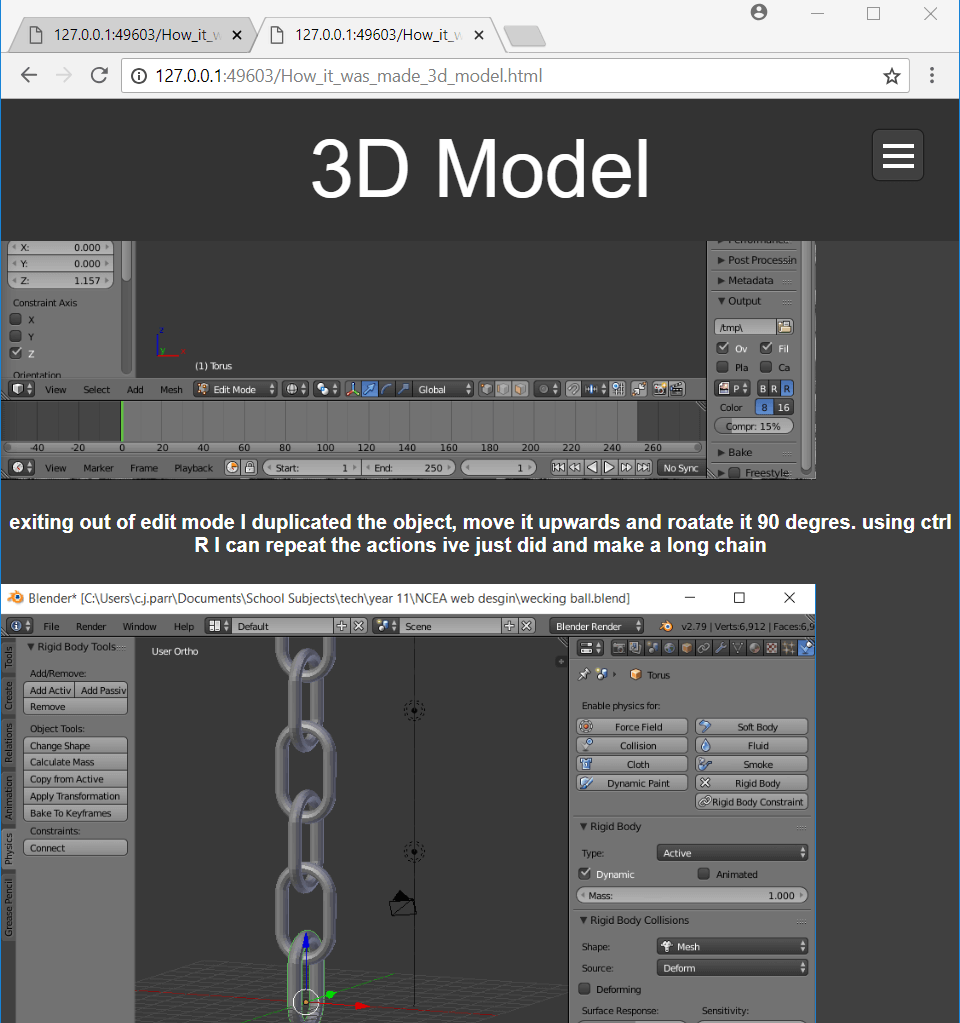 127.0.0.1:49603/How_it_w
127.0.0.1:49603/How_it_w
127.0.0.1:49603/How_it_was_made_3d_model.html
3D Model
X: 0.000
Y: 0.000
Z: 1.157
Constraint Axis
X
Y
Z
Orientation
(1) Torus
View Select Add Mesh Edit Mode Global
-40 -20 0 20 40 60 80 100 120 140 160 180 200 220 240 260
View Marker Frame Playback Start: 1 End: 250 1 No Sync
Performance
Post Processin
Metadata
Output
/tmp\
Ov Fil
Pla Ca
P B R R
Color 8 16
Compr: 15%
Bake
Freestyle
exiting out of edit mode I duplicated the object, move it upwards and roatate it 90 degres. using ctrl
R I can repeat the actions ive just did and make a long chain
Blender* [C:\Users\c.j.parr\Documents\School Subjects\tech\year 11\NCEA web desgin\wecking ball.blend]
File Render Window Help Default Scene Blender Render v2.79 | Verts:6,912 | Faces:6,9
Tools
Create
Relations
Animation
Physics
Grease Pencil
Rigid Body Tools
Add/Remove:
Add Activ Add Passiv
Remove
Object Tools:
Change Shape
Calculate Mass
Copy from Active
Apply Transformation
Bake To Keyframes
Constraints:
Connect
User Ortho
Torus
Enable physics for:
Force Field Soft Body
Collision Fluid
Cloth Smoke
Dynamic Paint Rigid Body
Rigid Body Constraint
Rigid Body
Type: Active
Dynamic Animated
Mass: 1.000
Rigid Body Collisions
Shape: Mesh
Source: Deform
Deforming
Surface Response: Sensitivity: